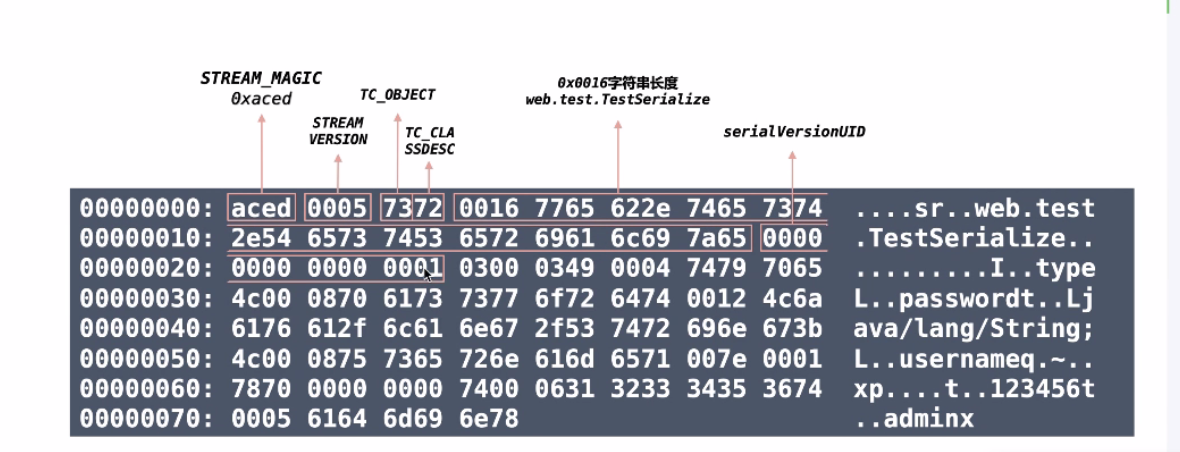 STREAM_MAGIC
0xaced
TC_OBJECT
STREAM
VERSION
TC_CLA
SSDESC
0x0016字符串长度
web.test.TestSerialize
serialVersionUID
00000000: aced 0005 7372 0016 7765 622e 7465 7374 ....sr..web.test
00000010: 2e54 6573 7453 6572 6961 6c69 7a65 0000 .TestSerialize..
00000020: 0000 0000 0001 0300 0349 0004 7479 7065 .........I..type
00000030: 4c00 0870 6173 7377 6f72 6474 0012 4c6a L..passwordt..Lj
00000040: 6176 612f 6c61 6e67 2f53 7472 696e 673b ava/lang/String;
00000050: 4c00 0875 7365 726e 616d 6571 007e 0001 L..usernameq.~..
00000060: 7870 0000 0000 7400 0631 3233 3435 3674 xp....t..123456t
00000070: 0005 6164 6d69 6e78 ..adminx